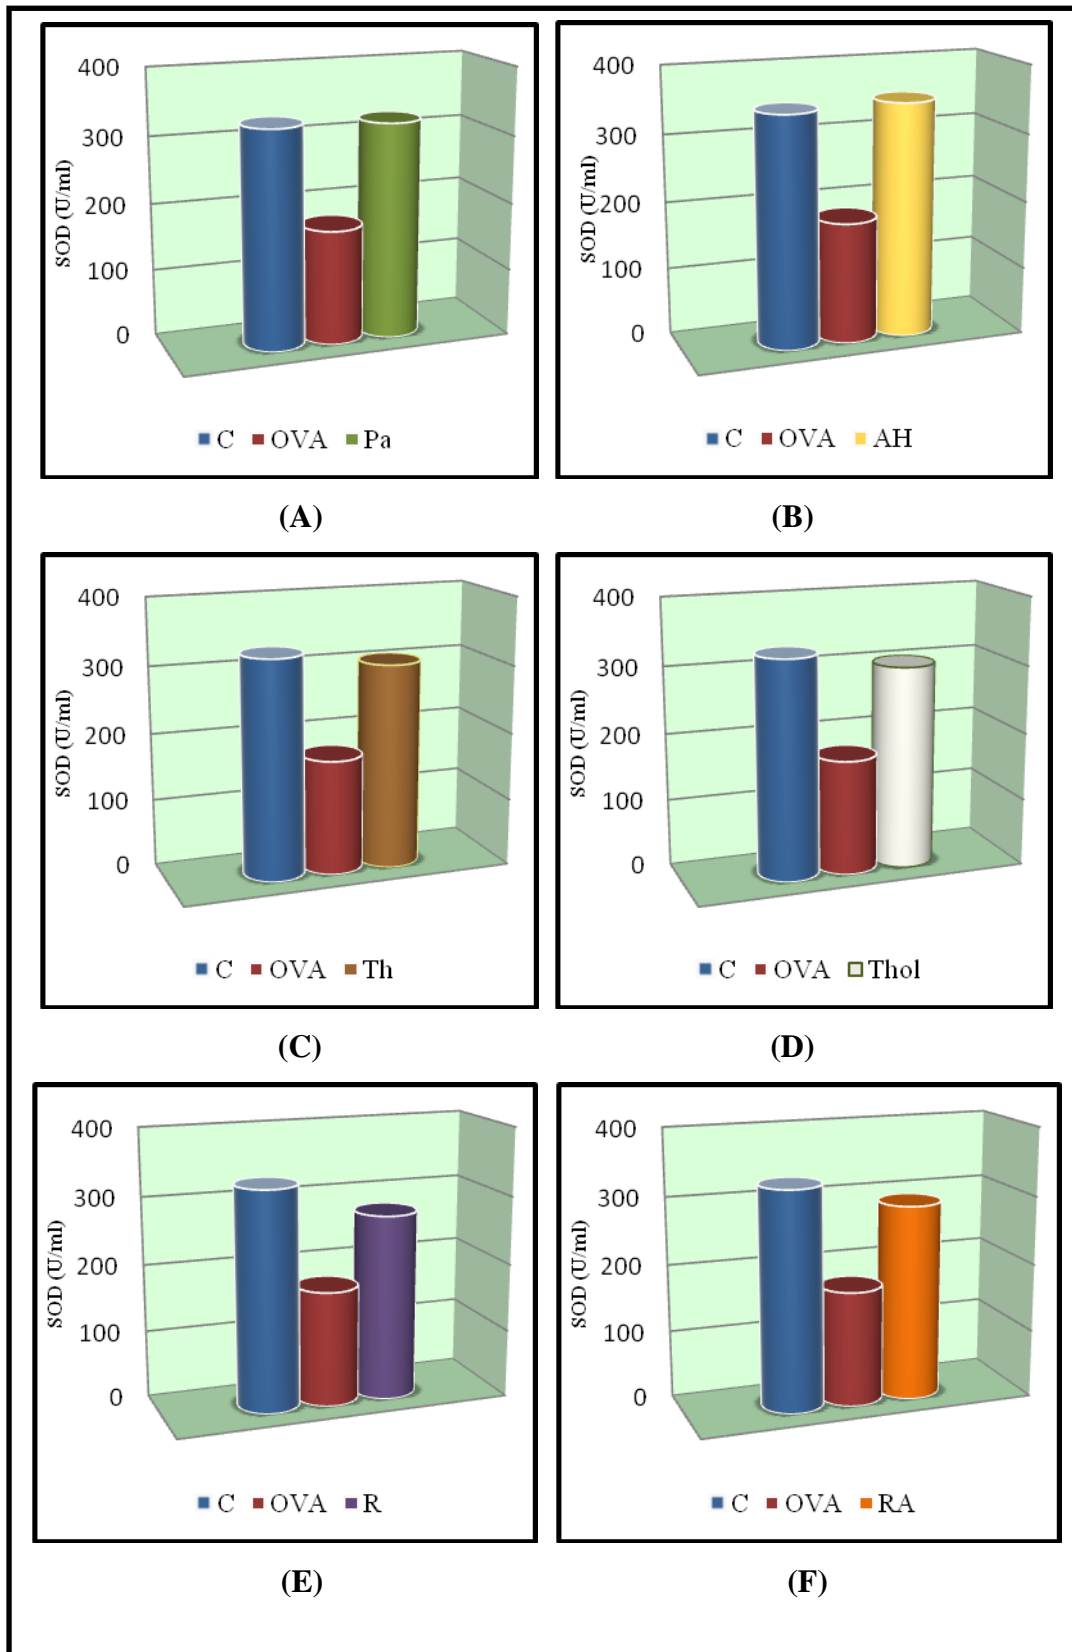 400
300
200
100
0
SOD (U/ml)
C OVA Pa
(A)
400
300
200
100
0
SOD (U/ml)
C OVA AH
(B)
400
300
200
100
0
SOD (U/ml)
C OVA Th
(C)
400
300
200
100
0
SOD (U/ml)
C OVA Thol
(D)
400
300
200
100
0
SOD (U/ml)
C OVA R
(E)
400
300
200
100
0
SOD (U/ml)
C OVA RA
(F)